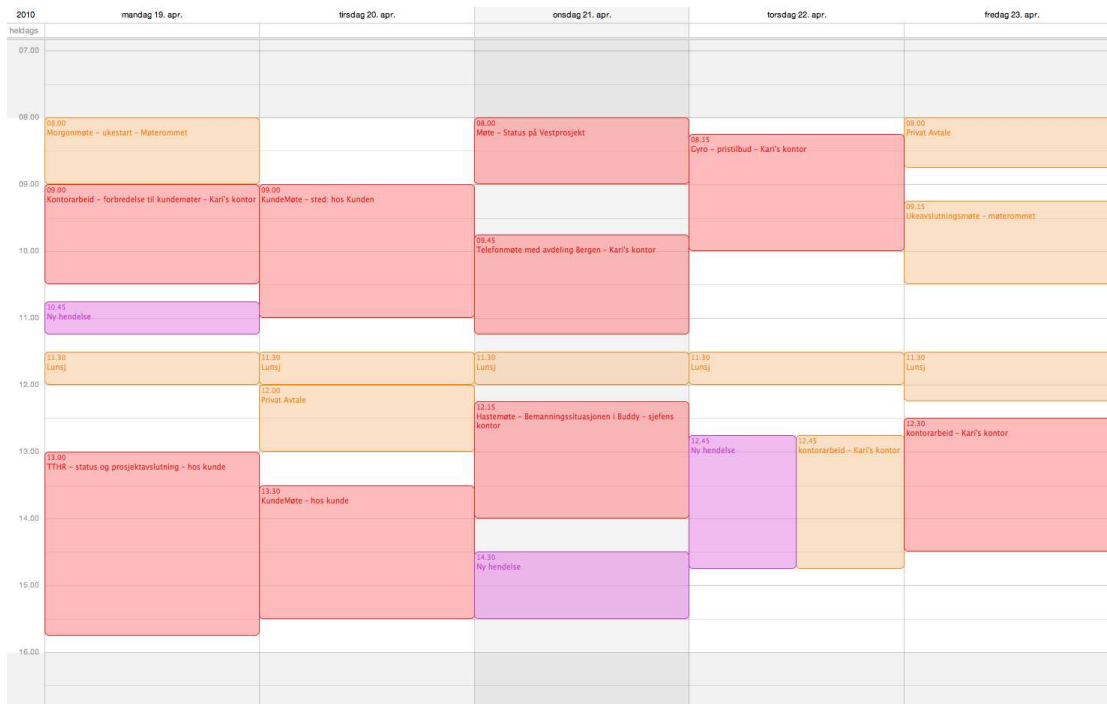 2010 mandag 19. apr. tirsdag 20. apr. onsdag 21. apr. torsdag 22. apr. fredag 23. apr.
heldags
07.00
08.00
09.00
10.00
11.00
12.00
13.00
14.00
15.00
16.00
08.00
Morgonmøte – ukestart – Møterommet
09.00
Kontorarbeid – forbredelse til kundemøter – Kari's kontor
10.45
Ny hendelse
11.30
Lunsj
13.00
TTHR – status og prosjektavslutning – hos kunde
09.00
KundeMøte – sted: hos Kunden
11.30
Lunsj
12.00
Privat Avtale
13.30
KundeMøte – hos kunde
08.00
Møte – Status på Vestprosjekt
09.45
Telefonmøte med avdeling Bergen – Kari's kontor
11.30
Lunsj
12.15
Hastemøte – Bemanningssituasjonen i Buddy – sjefens
kontor
14.30
Ny hendelse
08.15
Gyro – pristilbud – Kari's kontor
11.30
Lunsj
12.45
Ny hendelse
12.45
kontorarbeid – Kari's kontor
08.00
Privat Avtale
09.15
Ukeavslutningsmøte – møterommet
11.30
Lunsj
12.30
kontorarbeid – Kari's kontor